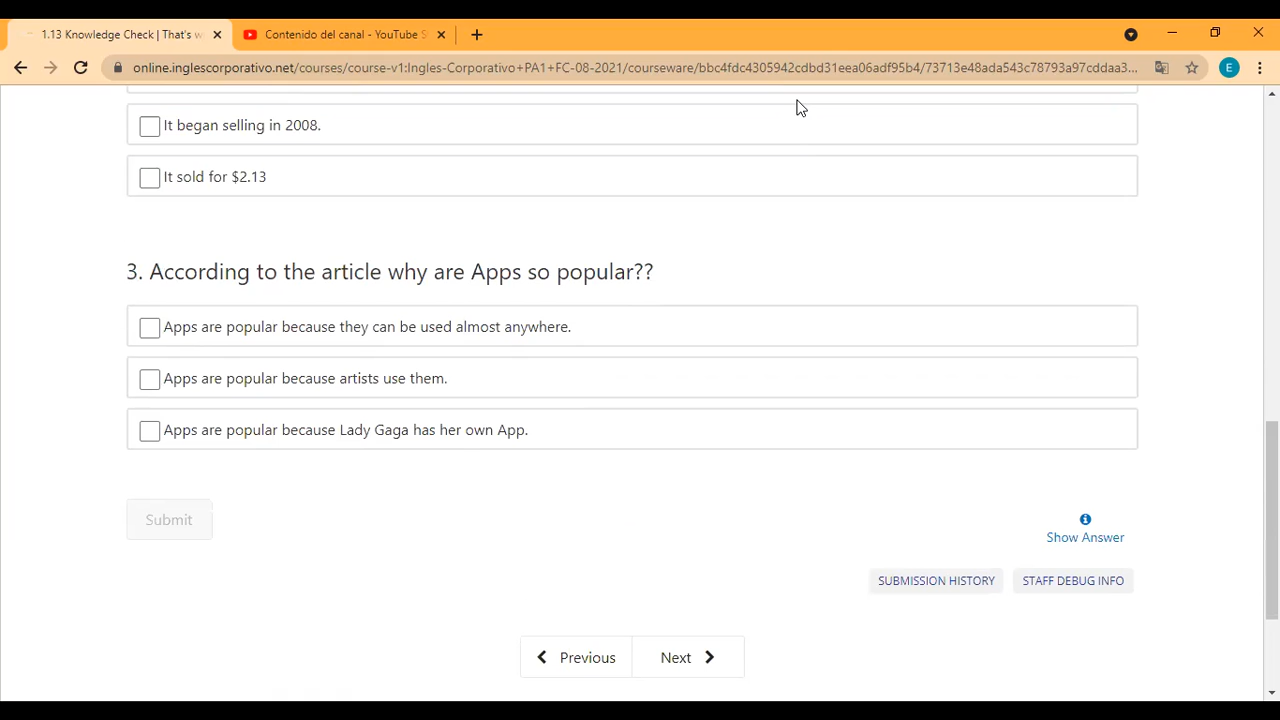 1.13 Knowledge Check | That's w
Contenido del canal - YouTube S
online.inglescorporativo.net/courses/course-v1:Ingles-Corporativo+PA1+FC-08-2021/courseware/bbc4fdc4305942cdbd31eea06adf95b4/73713e48ada543c78793a97cddaa3...
E
It began selling in 2008.
It sold for $2.13
3. According to the article why are Apps so popular??
Apps are popular because they can be used almost anywhere.
Apps are popular because artists use them.
Apps are popular because Lady Gaga has her own App.
Submit
Show Answer
SUBMISSION HISTORY STAFF DEBUG INFO
Previous Next